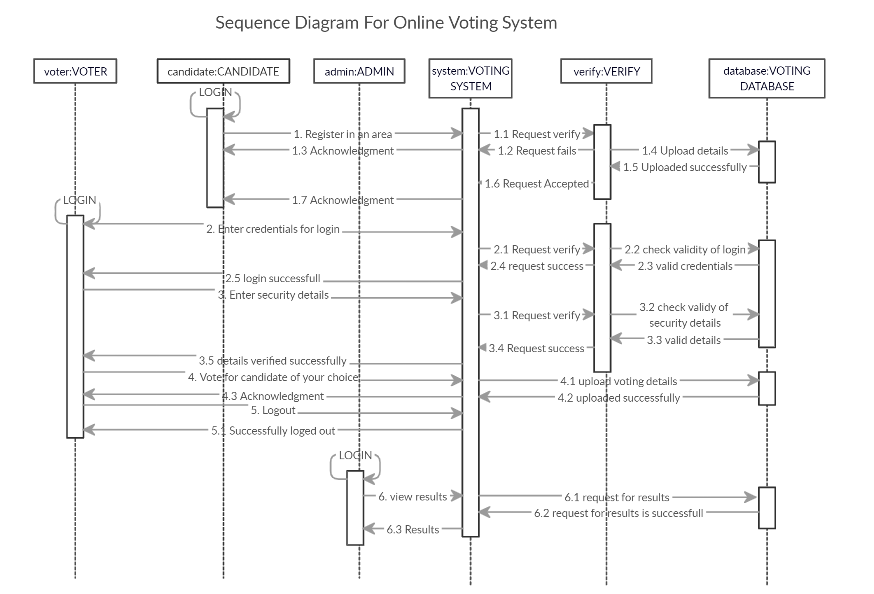 Sequence Diagram For Online Voting System
voter:VOTER
candidate:CANDIDATE
admin:ADMIN
system:VOTING
SYSTEM
verify:VERIFY
database:VOTING
DATABASE
LOGIN
1. Register in an area
1.1 Request verify
1.3 Acknowledgment
1.2 Request fails
1.4 Upload details
1.5 Uploaded successfully
1.6 Request Accepted
1.7 Acknowledgment
LOGIN
2. Enter credentials for login
2.1 Request verify
2.2 check validity of login
2.4 request success
2.3 valid credentials
2.5 login successfull
3. Enter security details
3.1 Request verify
3.2 check validy of
security details
3.3 valid details
3.4 Request success
3.5 details verified successfully
4. Vote for candidate of your choice
4.1 upload voting details
4.3 Acknowledgment
4.2 uploaded successfully
5. Logout
5.1 Successfully loged out
LOGIN
6. view results
6.1 request for results
6.2 request for results is successfull
6.3 Results